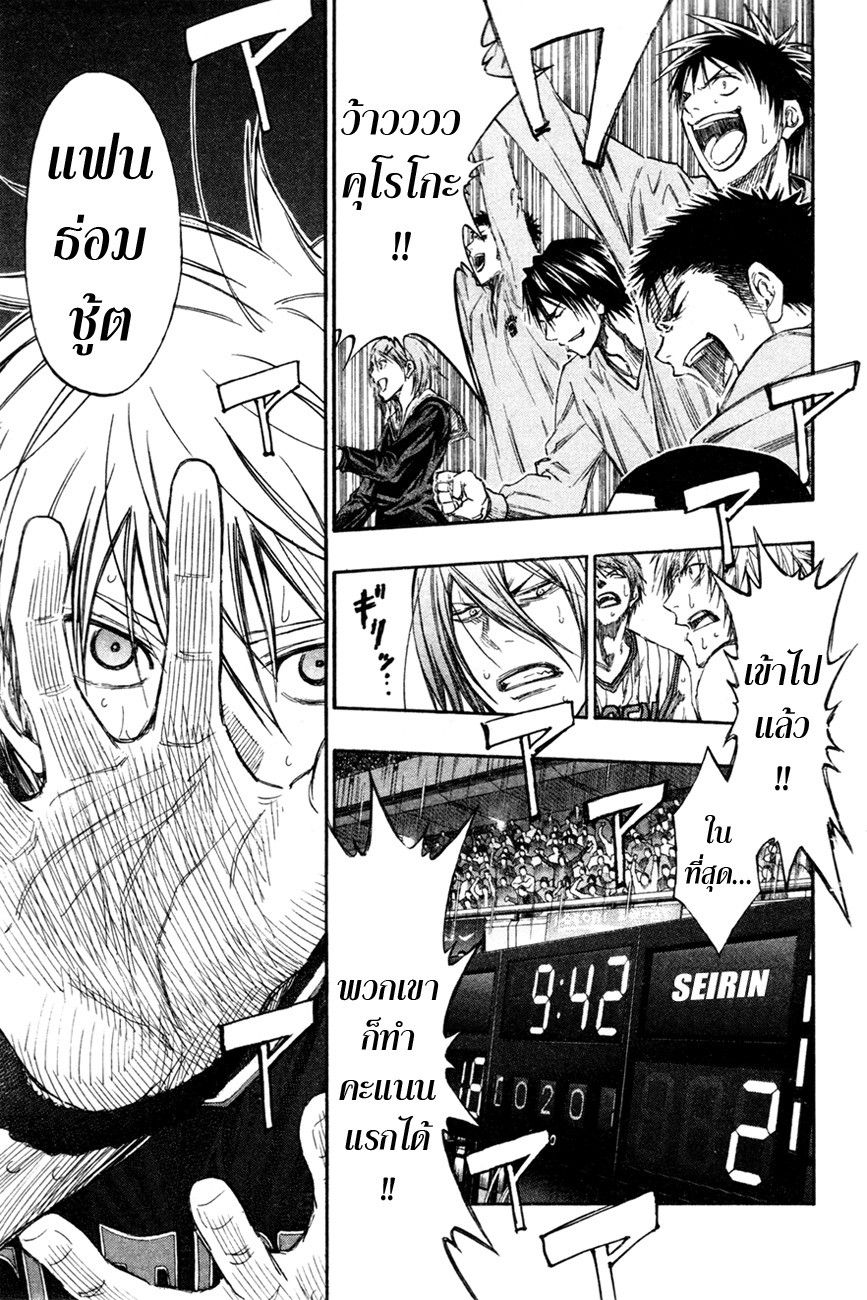 ว้าวววว
คุโรโกะ
!!
เข้าไป
แล้ว
!!
ใน
ที่สุด...
9:42
SEIRIN
2
พวกเขา
ก็ทำ
คะแนน
แรกได้
!!
แฟน
ธ่อม
ชู้ต